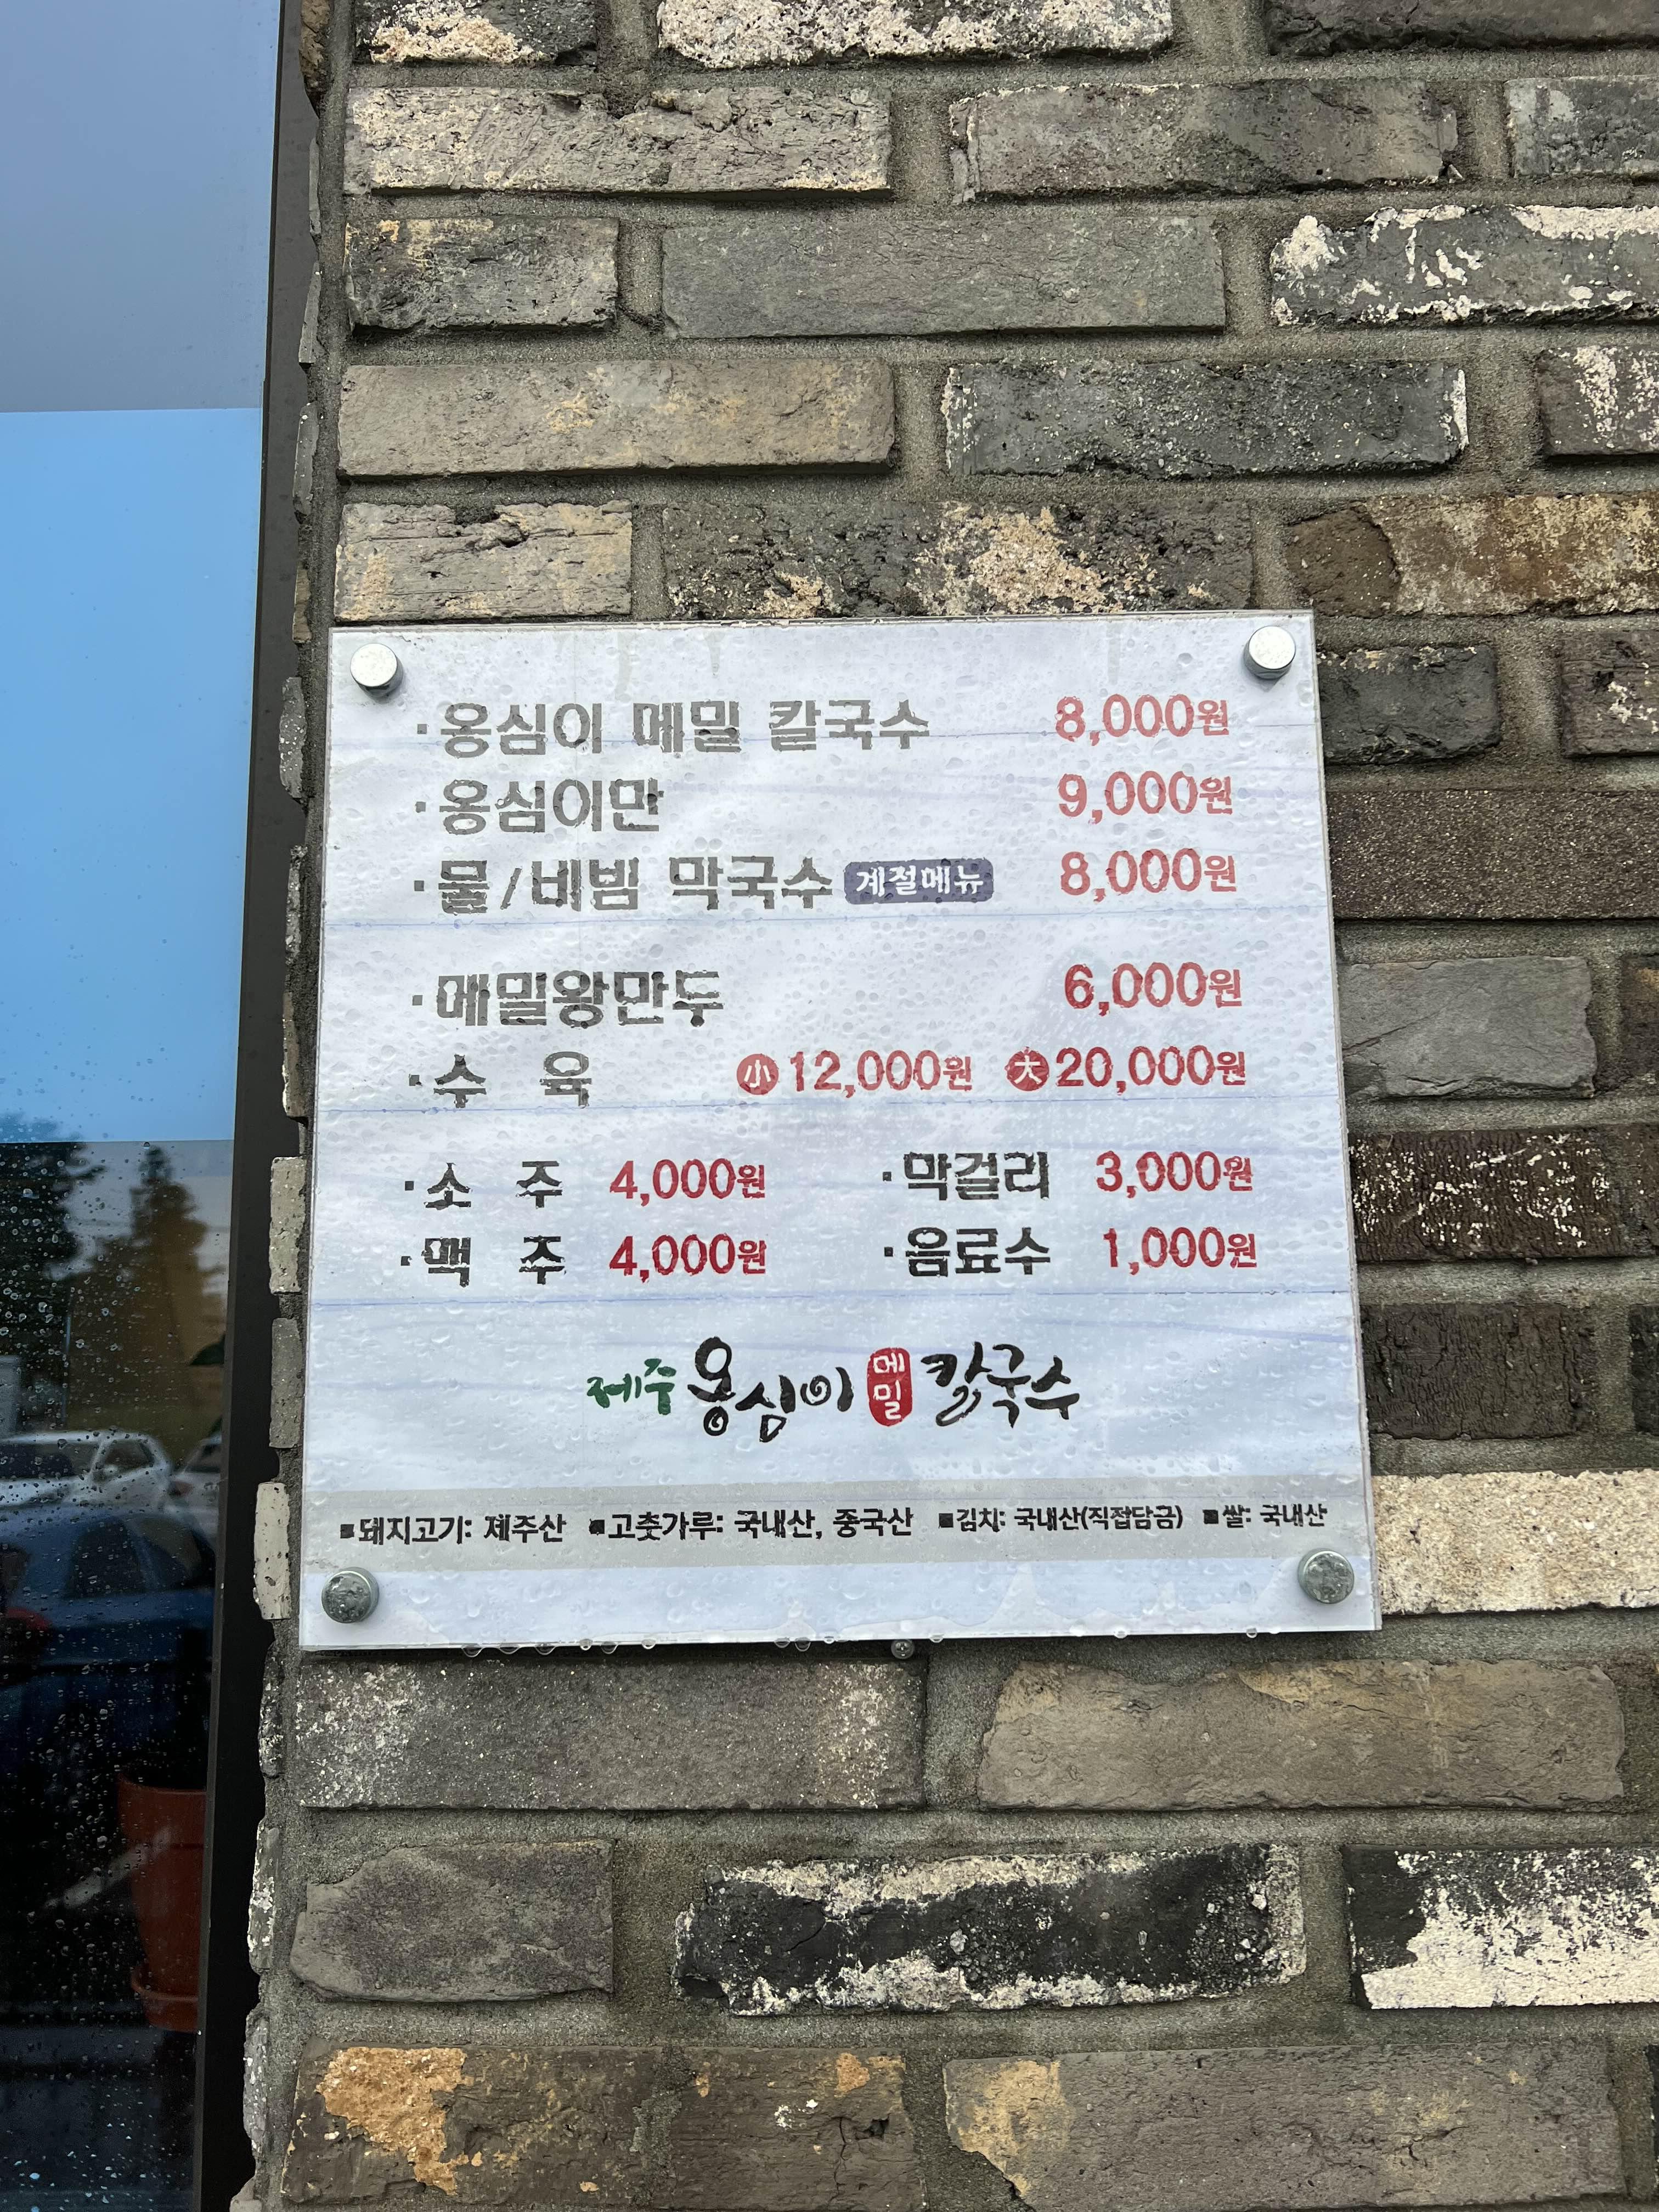 ·옹심이 메밀 칼국수 8,000원
·옹심이만 9,000원
·물/비빔 막국수 계절메뉴 8,000원
·메밀왕만두 6,000원
·수 육 小 12,000원 大 20,000원
·소 주 4,000원 ·막걸리 3,000원
·맥 주 4,000원 ·음료수 1,000원
제주 옹심이 메밀 칼국수
■돼지고기: 제주산 ■고춧가루: 국내산, 중국산 ■김치: 국내산(직접담금) ■쌀: 국내산